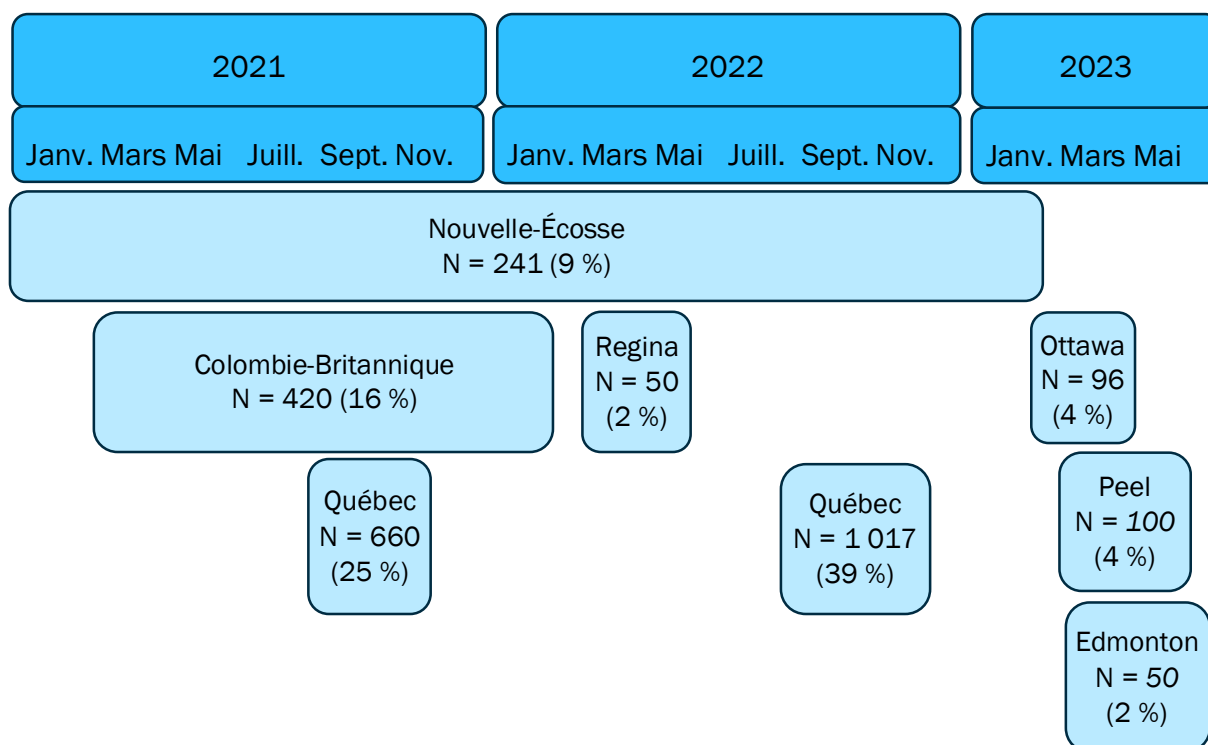 2021
2022
2023
Janv. Mars Mai Juill. Sept. Nov.
Janv. Mars Mai Juill. Sept. Nov.
Janv. Mars Mai
Nouvelle-Écosse
N = 241 (9 %)
Colombie-Britannique
N = 420 (16 %)
Regina
N = 50
(2 %)
Ottawa
N = 96
(4 %)
Québec
N = 660
(25 %)
Québec
N = 1 017
(39 %)
Peel
N = 100
(4 %)
Edmonton
N = 50
(2 %)